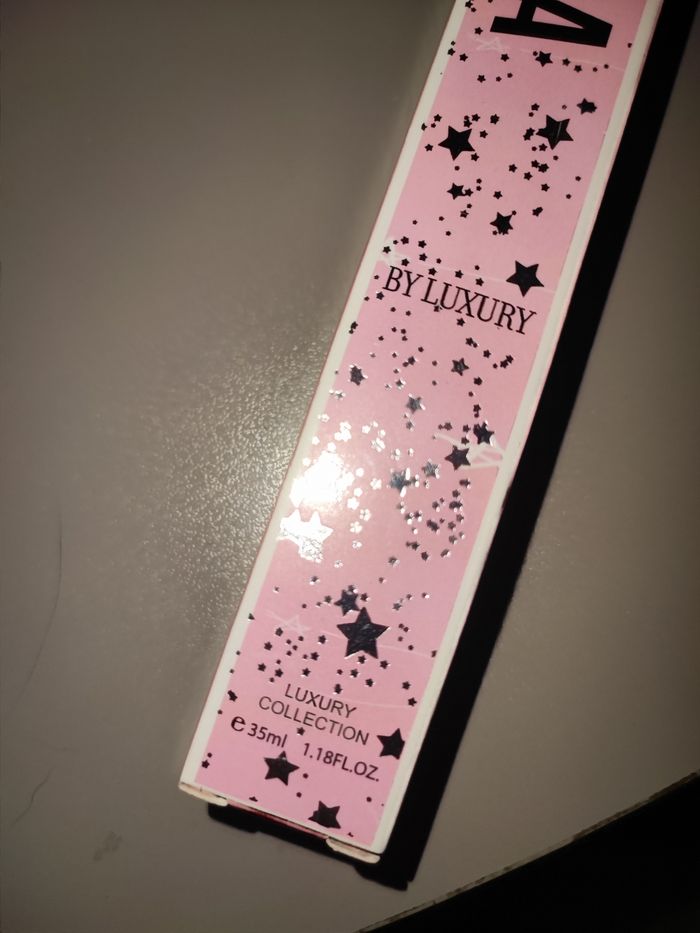 A
BY LUXURY
LUXURY
COLLECTION
℮ 35ml 1.18FL.OZ.